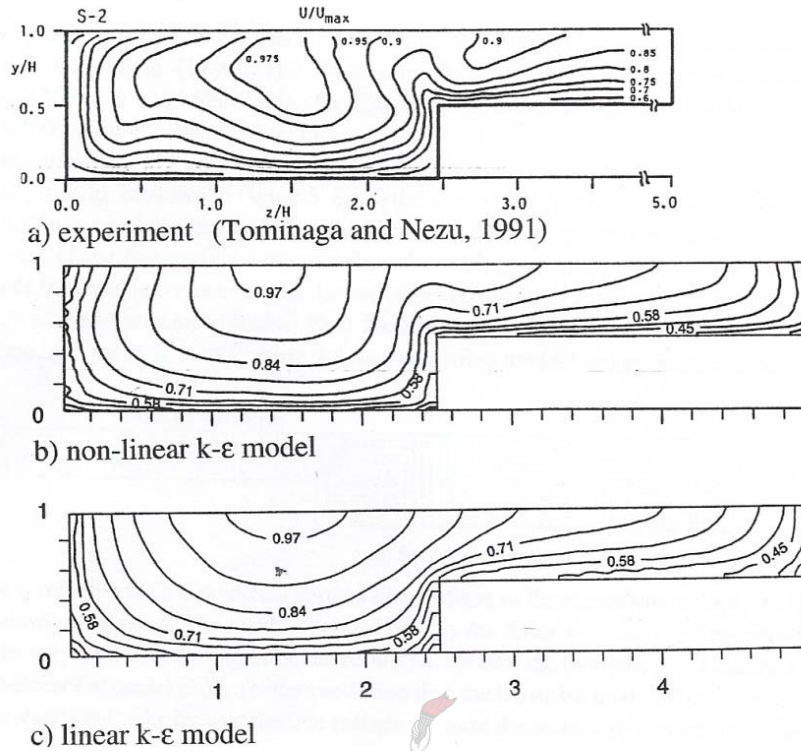 S-2 U/Umax
1.0 0.95 0.9 0.9
y/H 0.975 0.85
0.8
0.5 0.75
0.7
0.6
0.0
0.0 1.0 2.0 3.0 5.0
z/H
a) experiment (Tominaga and Nezu, 1991)
1
0.97 0.71 0.58 0.45
0.84
0.71
0.58 0.58
0
b) non-linear k-ε model
1
0.97 0.71 0.58 0.45
0.84
0.58 0.71 0.58
0
1 2 3 4
c) linear k-ε model